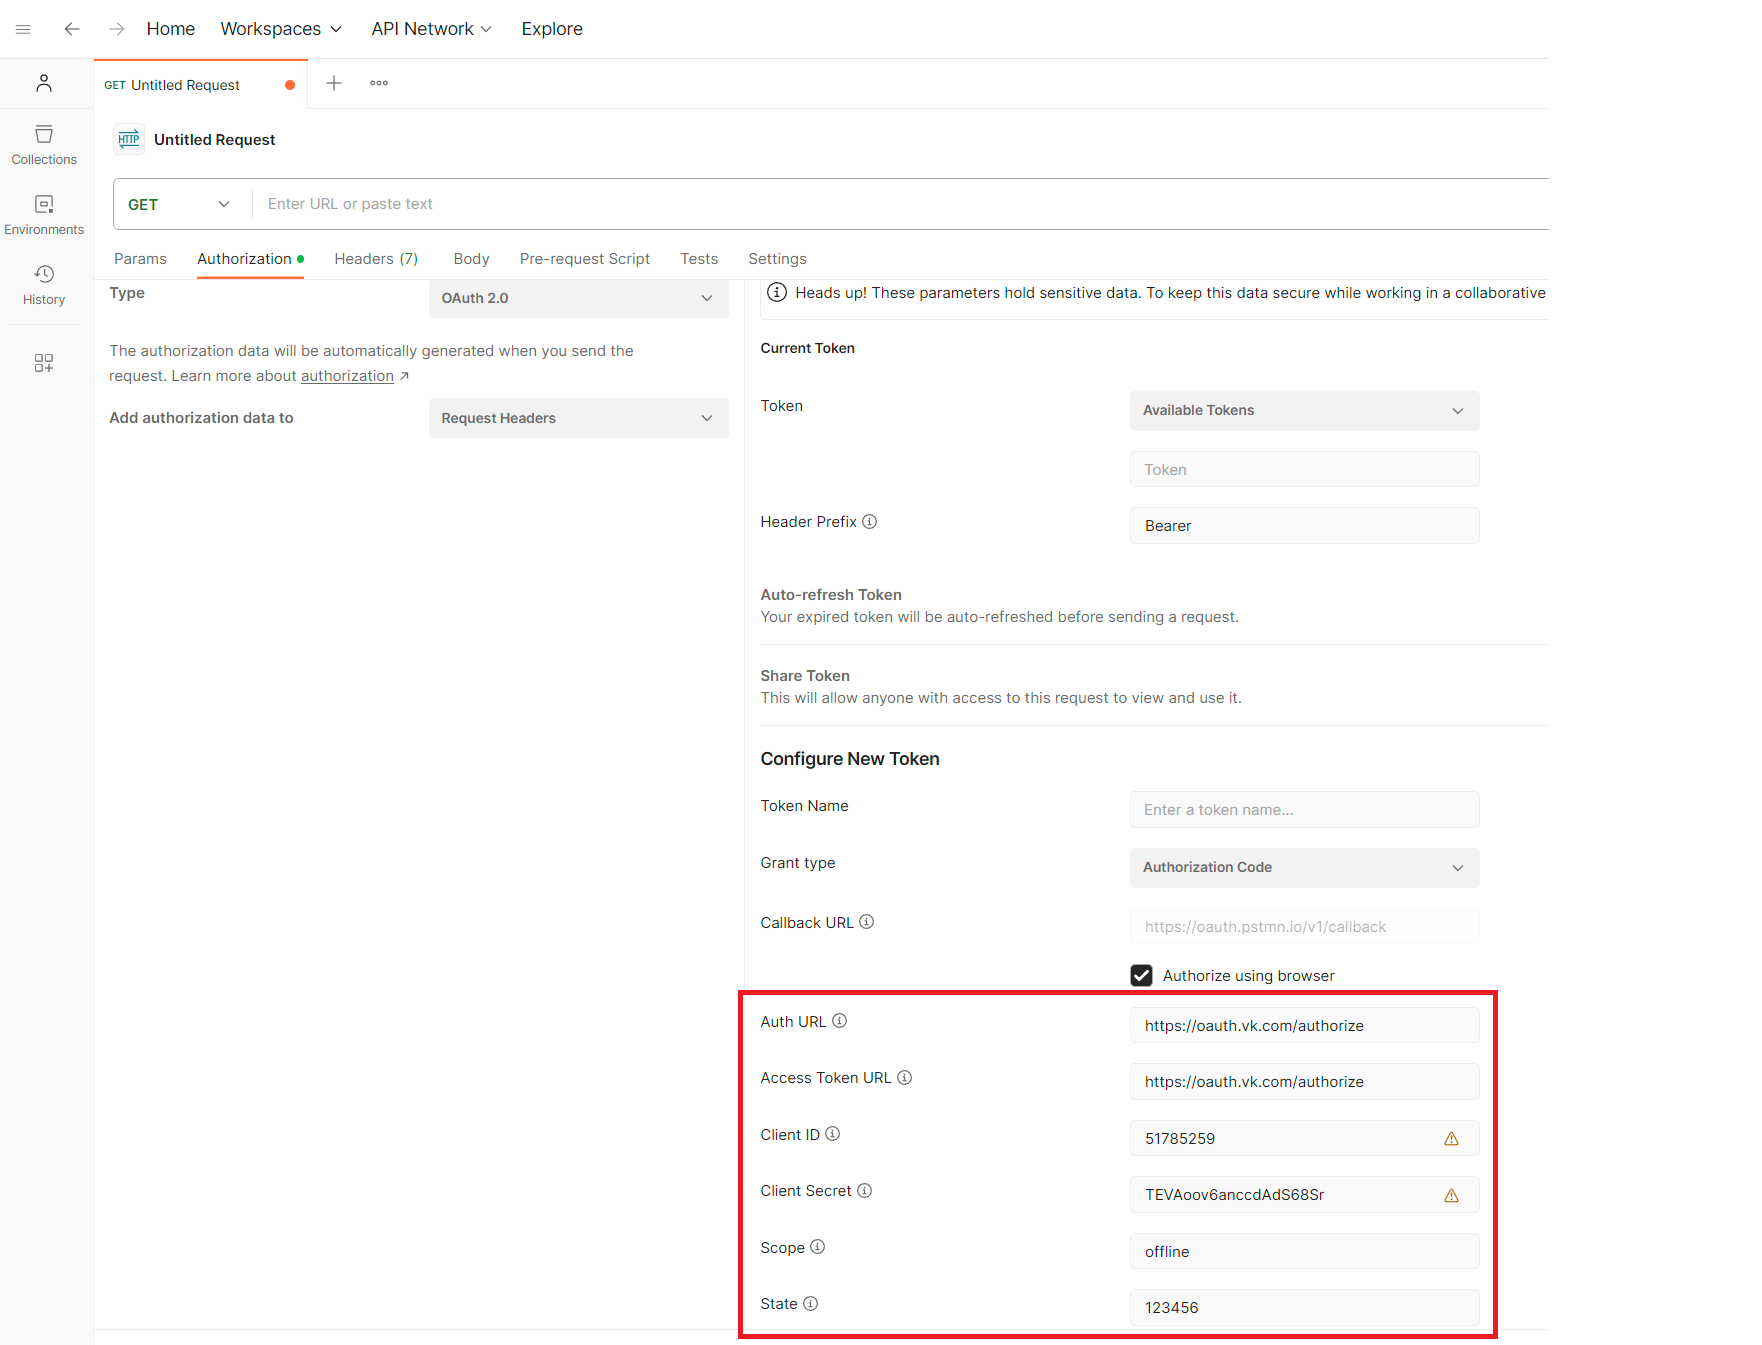 Home Workspaces API Network Explore
GET Untitled Request
HTTP Untitled Request
Collections
Environments
History
GET Enter URL or paste text
Params Authorization Headers (7) Body Pre-request Script Tests Settings
Type OAuth 2.0
The authorization data will be automatically generated when you send the
request. Learn more about authorization ↗
Add authorization data to Request Headers
Heads up! These parameters hold sensitive data. To keep this data secure while working in a collaborative
Current Token
Token Available Tokens
Token
Header Prefix Bearer
Auto-refresh Token
Your expired token will be auto-refreshed before sending a request.
Share Token
This will allow anyone with access to this request to view and use it.
Configure New Token
Token Name Enter a token name...
Grant type Authorization Code
Callback URL https://oauth.pstmn.io/v1/callback
Authorize using browser
Auth URL https://oauth.vk.com/authorize
Access Token URL https://oauth.vk.com/authorize
Client ID 51785259
Client Secret TEVAoov6anccdAdS68Sr
Scope offline
State 123456